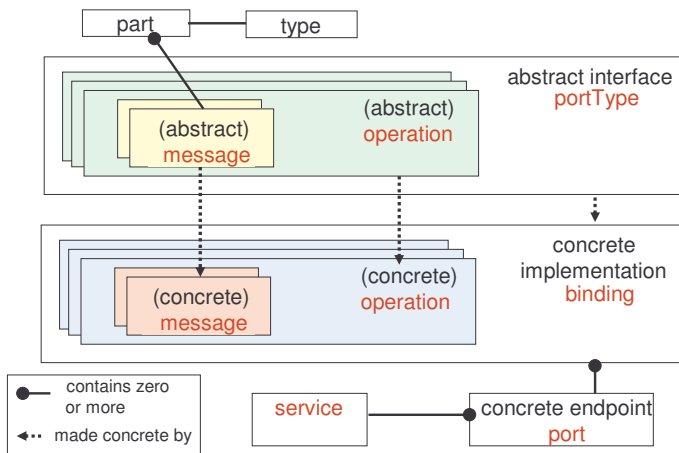 part
type
abstract interface
portType
(abstract)
operation
(abstract)
message
concrete
implementation
binding
(concrete)
operation
(concrete)
message
contains zero
or more
made concrete by
service
concrete endpoint
port